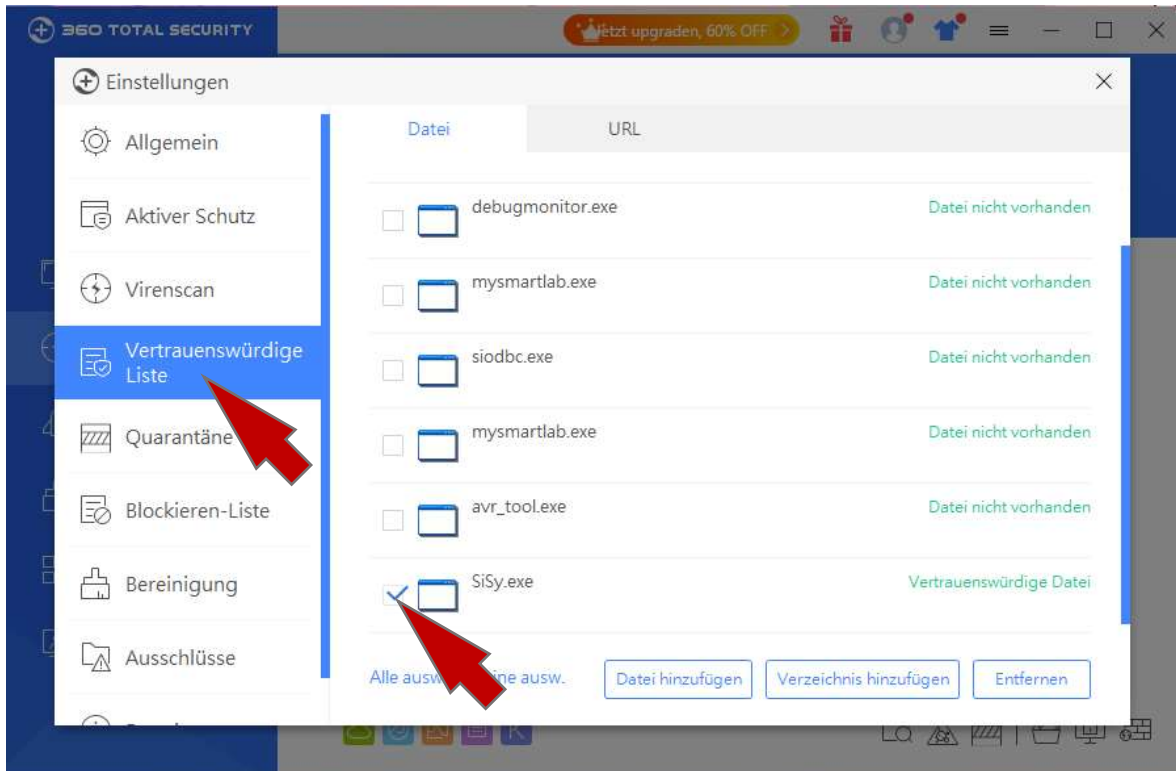 360 TOTAL SECURITY
Jetzt upgraden, 60% OFF
Einstellungen
Allgemein
Aktiver Schutz
Virenscan
Vertrauenswürdige
Liste
Quarantäne
Blockieren-Liste
Bereinigung
Ausschlüsse
Datei URL
debugmonitor.exe Datei nicht vorhanden
mysmartlab.exe Datei nicht vorhanden
siodbc.exe Datei nicht vorhanden
mysmartlab.exe Datei nicht vorhanden
avr_tool.exe Datei nicht vorhanden
SiSy.exe Vertrauenswürdige Datei
Alle ausw. Datei hinzufügen Verzeichnis hinzufügen Entfernen